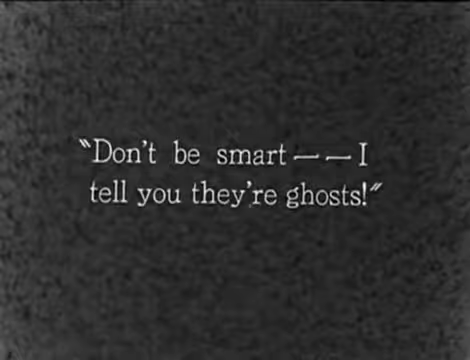 "Don't be smart — — I
tell you they're ghosts!"